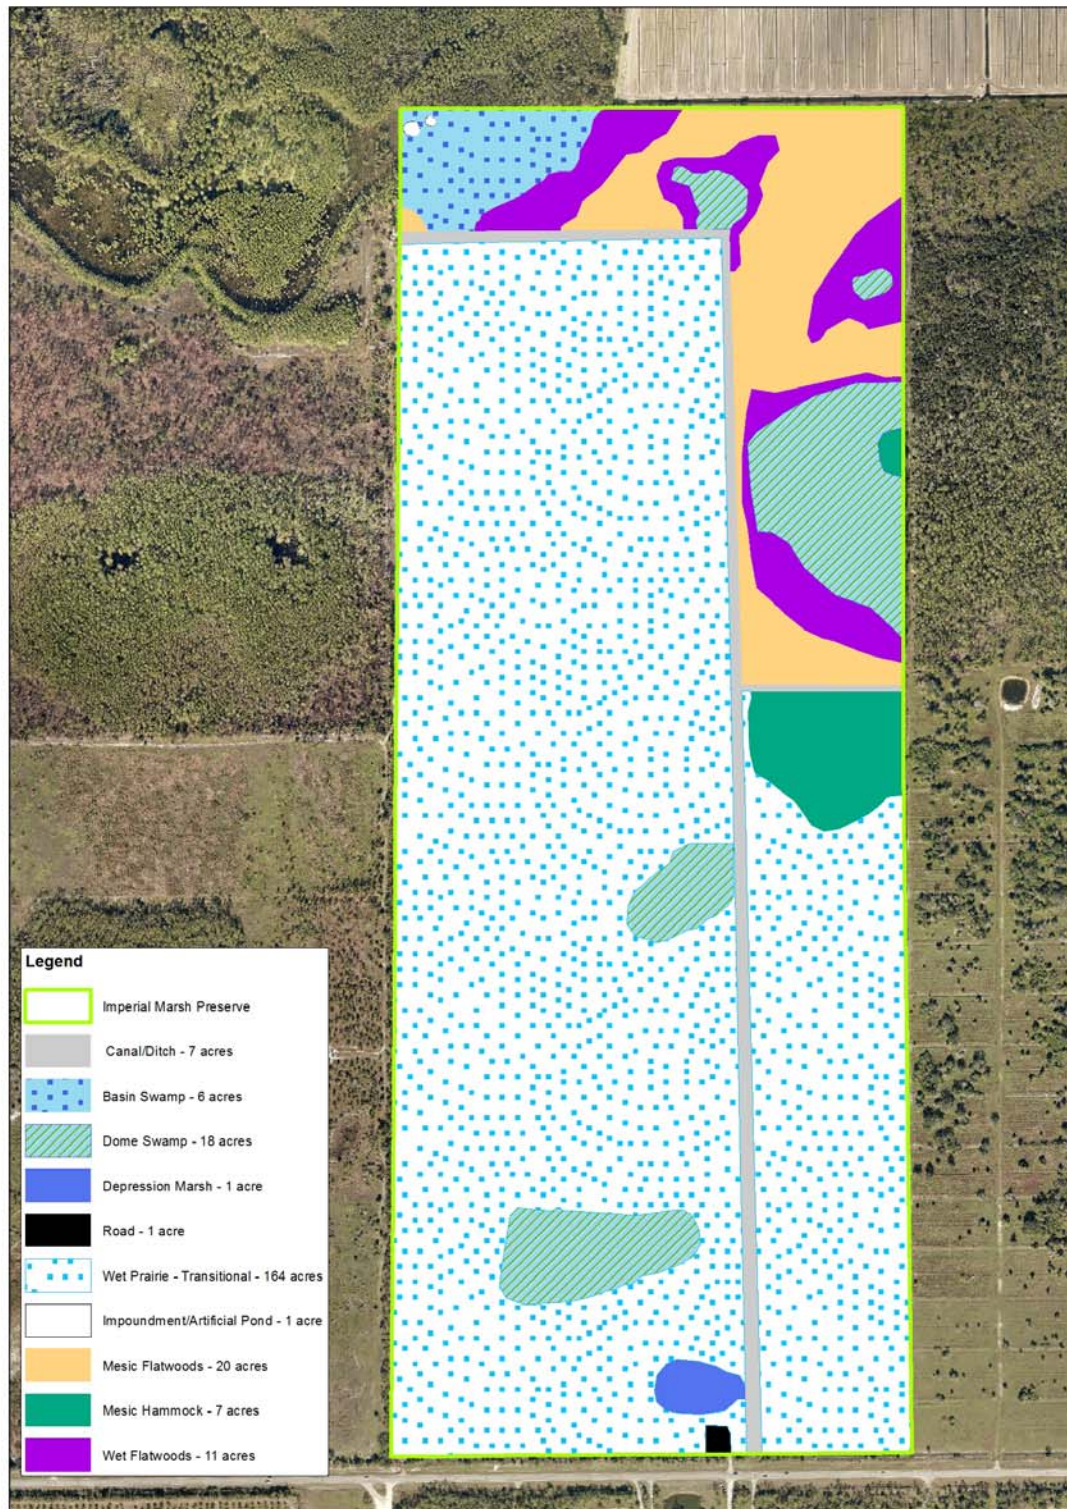 Legend
Imperial Marsh Preserve
Canal/Ditch - 7 acres
Basin Swamp - 6 acres
Dome Swamp - 18 acres
Depression Marsh - 1 acre
Road - 1 acre
Wet Prairie - Transitional - 164 acres
Impoundment/Artificial Pond - 1 acre
Mesic Flatwoods - 20 acres
Mesic Hammock - 7 acres
Wet Flatwoods - 11 acres